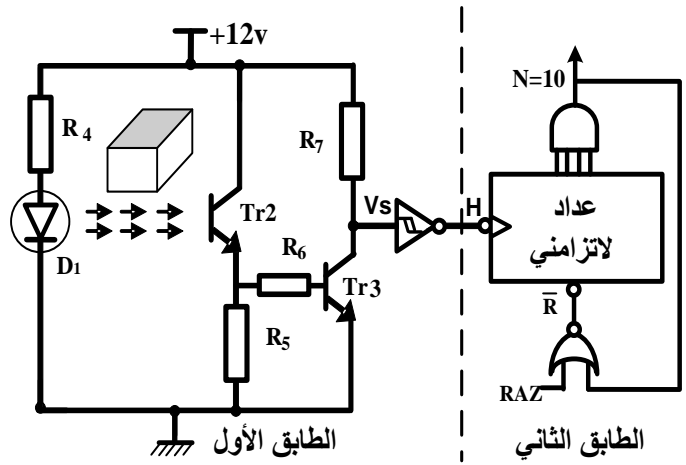 +12v
R4
R7
D1
Tr2
R6
Tr3
R5
Vs
H
الطابق الأول
N=10
عداد
لاتزامني
R̅
RAZ
الطابق الثاني